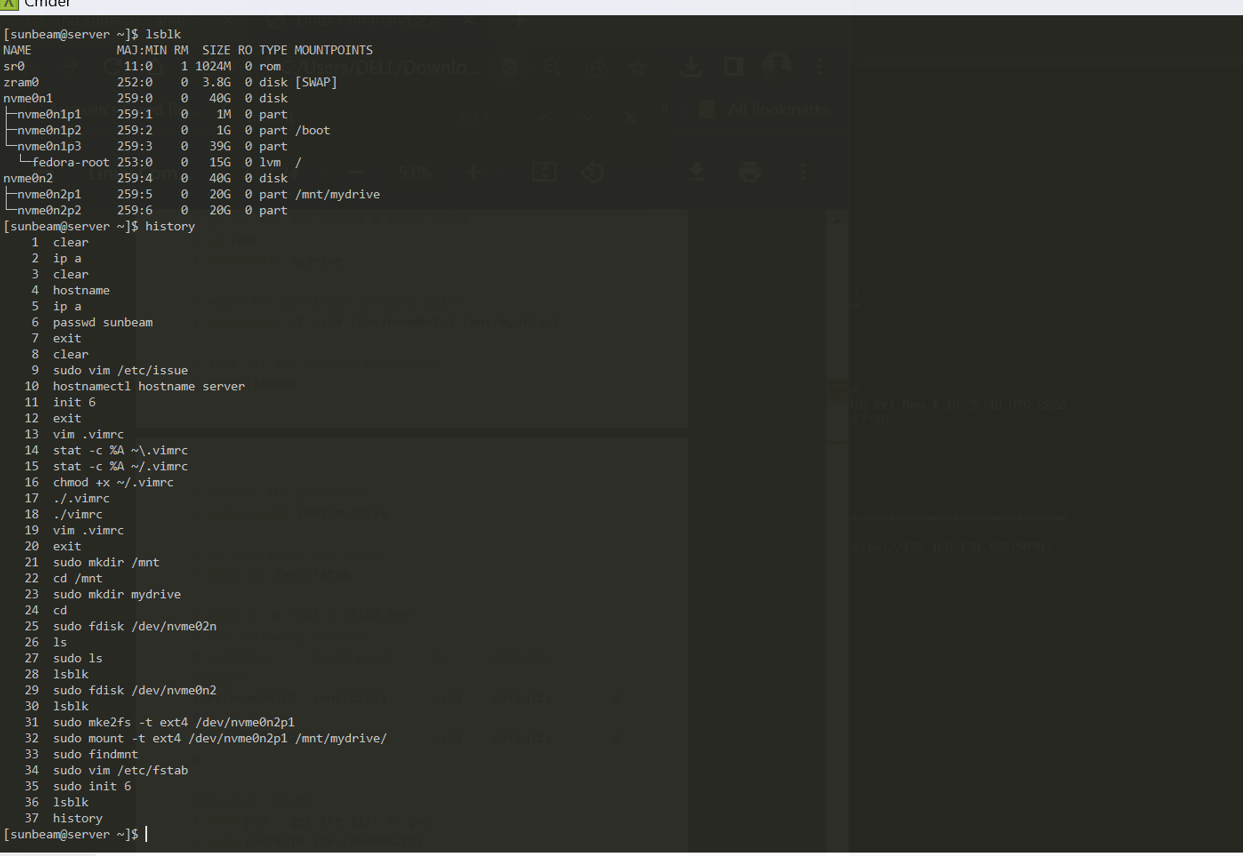 Cmder
[sunbeam@server ~]$ lsblk
NAME MAJ:MIN RM SIZE RO TYPE MOUNTPOINTS
sr0 11:0 1 1024M 0 rom
zram0 252:0 0 3.8G 0 disk [SWAP]
nvme0n1 259:0 0 40G 0 disk
├─nvme0n1p1 259:1 0 1M 0 part
├─nvme0n1p2 259:2 0 1G 0 part /boot
└─nvme0n1p3 259:3 0 39G 0 part
└─fedora-root 253:0 0 15G 0 lvm /
nvme0n2 259:4 0 40G 0 disk
├─nvme0n2p1 259:5 0 20G 0 part /mnt/mydrive
└─nvme0n2p2 259:6 0 20G 0 part
[sunbeam@server ~]$ history
1 clear
2 ip a
3 clear
4 hostname
5 ip a
6 passwd sunbeam
7 exit
8 clear
9 sudo vim /etc/issue
10 hostnamectl hostname server
11 init 6
12 exit
13 vim .vimrc
14 stat -c %A ~\.vimrc
15 stat -c %A ~/.vimrc
16 chmod +x ~/.vimrc
17 ./.vimrc
18 ./vimrc
19 vim .vimrc
20 exit
21 sudo mkdir /mnt
22 cd /mnt
23 sudo mkdir mydrive
24 cd
25 sudo fdisk /dev/nvme02n
26 ls
27 sudo ls
28 lsblk
29 sudo fdisk /dev/nvme0n2
30 lsblk
31 sudo mke2fs -t ext4 /dev/nvme0n2p1
32 sudo mount -t ext4 /dev/nvme0n2p1 /mnt/mydrive/
33 sudo findmnt
34 sudo vim /etc/fstab
35 sudo init 6
36 lsblk
37 history
[sunbeam@server ~]$
/Users/DELL/Downlo...
All Bookmarks
51%